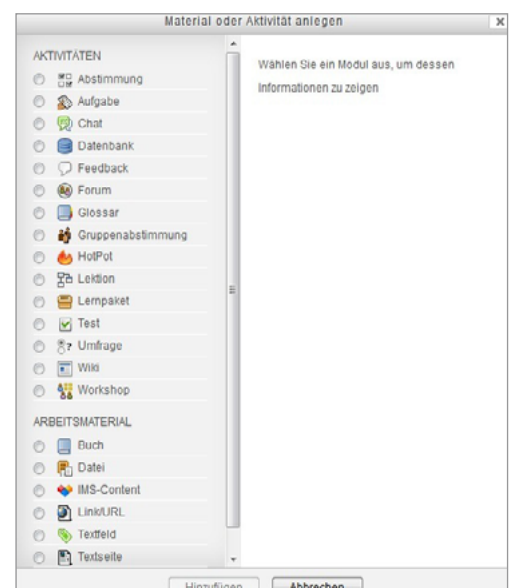 Material oder Aktivität anlegen
AKTIVITÄTEN
Abstimmung
Aufgabe
Chat
Datenbank
Feedback
Forum
Glossar
Gruppenabstimmung
HotPot
Lektion
Lernpaket
Test
Umfrage
Wiki
Workshop
ARBEITSMATERIAL
Buch
Datei
IMS-Content
Link/URL
Textfeld
Textseite
Wählen Sie ein Modul aus, um dessen
Informationen zu zeigen
Hinzufügen
Abbrechen